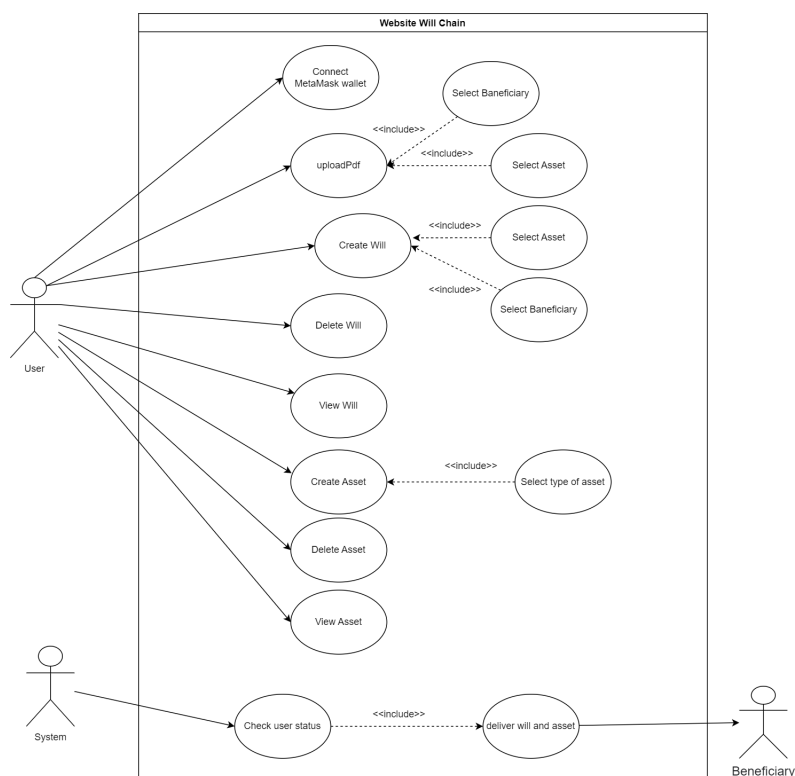 Website Will Chain
Connect
MetaMask wallet
Select Baneficiary
<<include>>
uploadPdf
<<include>>
Select Asset
Create Will
<<include>>
Select Asset
<<include>>
Select Baneficiary
User
Delete Will
View Will
Create Asset
<<include>>
Select type of asset
Delete Asset
View Asset
System
Check user status
<<include>>
deliver will and asset
Beneficiary